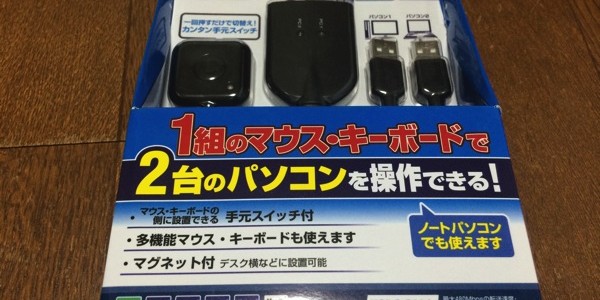 一回押すだけで切替え!
カンタン手元スイッチ
パソコン1
パソコン2
1組のマウス・キーボードで
2台のパソコンを操作できる!
・マウス・キーボードの側に設置できる 手元スイッチ付
・多機能マウス・キーボードも使えます
・マグネット付 デスク横などに設置可能
ノートパソコン
でも使えます!